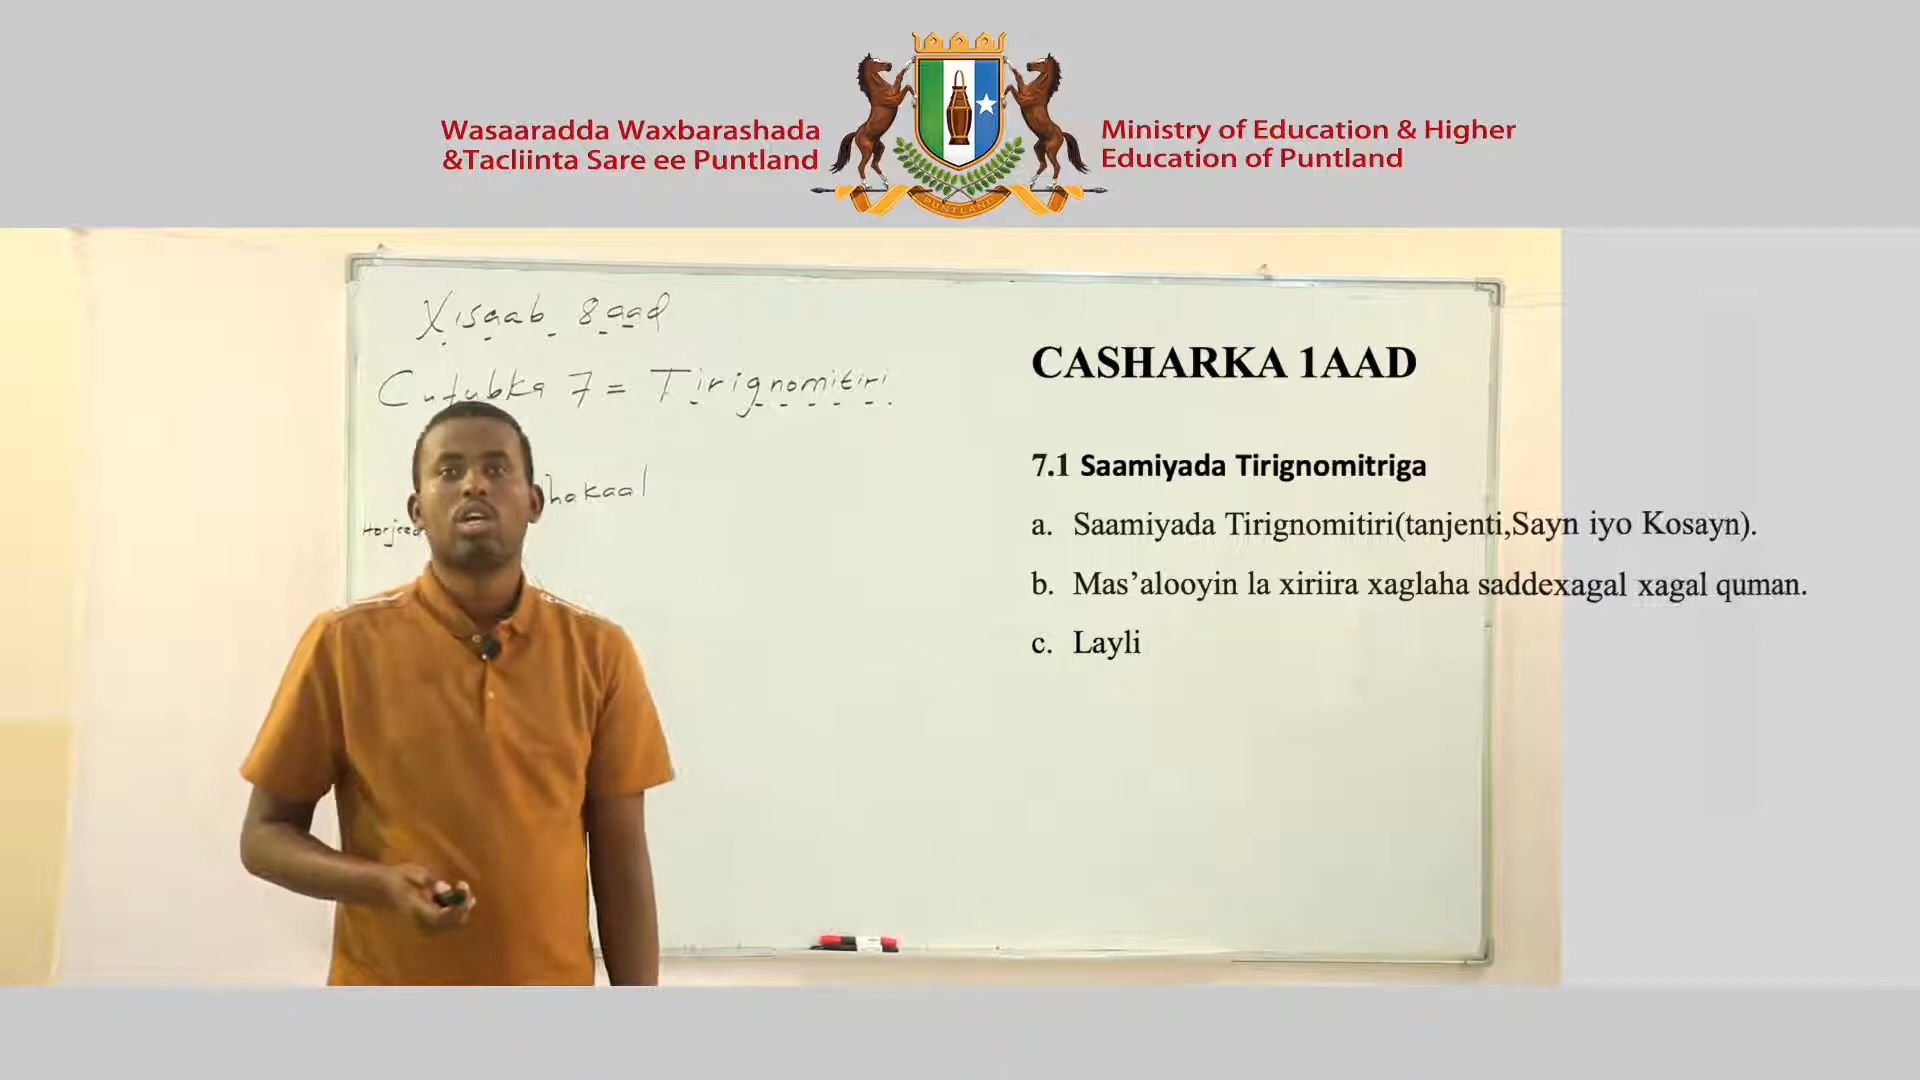 Wasaaradda Waxbarashada
&Tacliinta Sare ee Puntland
Ministry of Education & Higher
Education of Puntland
PUNTLAND
Xisaab 8aad
Cutubka 7 = Tirignomitiri
CASHARKA 1AAD
7.1 Saamiyada Tirignomitriga
a. Saamiyada Tirignomitiri(tanjenti,Sayn iyo Kosayn).
b. Mas’alooyin la xiriira xaglaha saddexagal xagal quman.
c. Layli